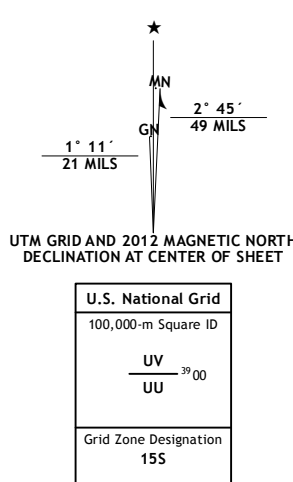 ★
MN
GN
2° 45´
49 MILS
1° 11´
21 MILS
UTM GRID AND 2012 MAGNETIC NORTH
DECLINATION AT CENTER OF SHEET
U.S. National Grid
100,000-m Square ID
UV
39 00
UU
Grid Zone Designation
15S